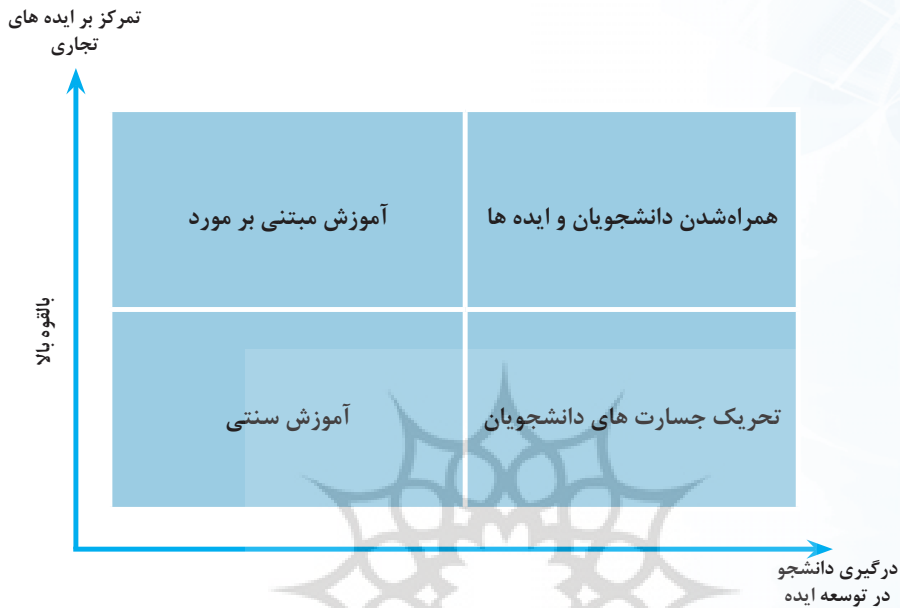 تمرکز بر ایده های
تجاری
همراه‌شدن دانشجویان و ایده ها
آموزش مبتنی بر مورد
بالقوه بالا
تحریک جسارت های دانشجویان
آموزش سنتی
درگیری دانشجو
در توسعه ایده